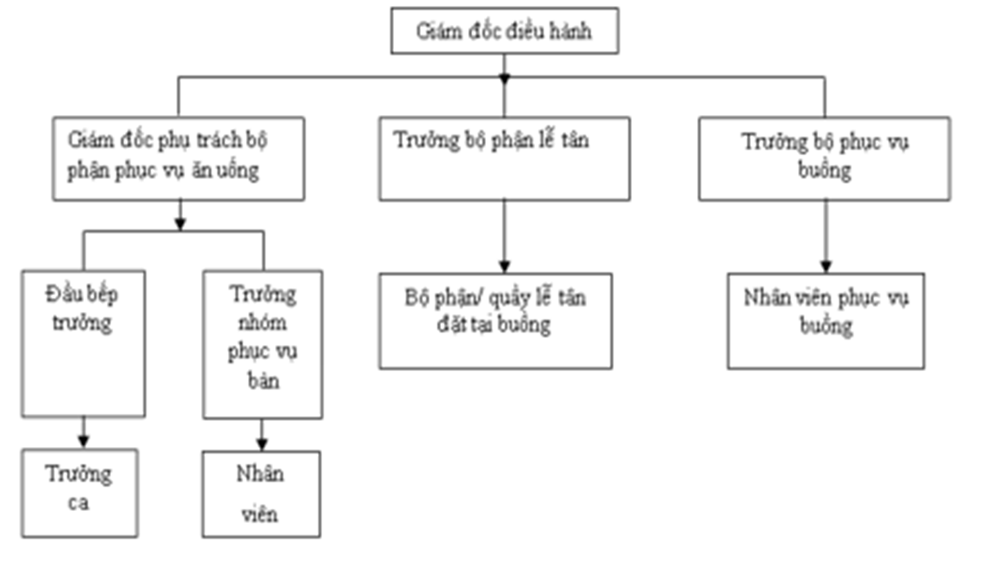 Giám đốc điều hành
Giám đốc phụ trách bộ
phận phục vụ ăn uống
Trưởng bộ phận lễ tân
Trưởng bộ phục vụ
buồng
Đầu bếp
trưởng
Trưởng
nhóm
phục vụ
bàn
Bộ phận/ quầy lễ tân
đặt tại buồng
Nhân viên phục vụ
buồng
Trưởng
ca
Nhân
viên